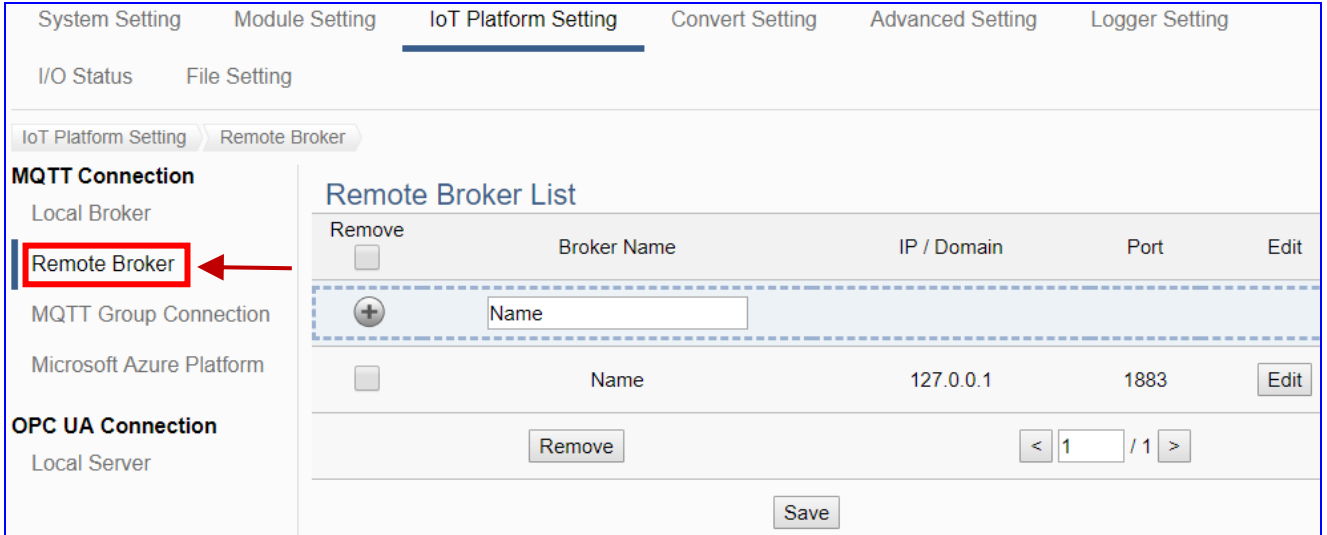 System Setting Module Setting IoT Platform Setting Convert Setting Advanced Setting Logger Setting
I/O Status File Setting
IoT Platform Setting Remote Broker
MQTT Connection
Local Broker
Remote Broker
MQTT Group Connection
Microsoft Azure Platform
OPC UA Connection
Local Server
Remote Broker List
Remove Broker Name IP / Domain Port Edit
Name
Name 127.0.0.1 1883 Edit
Remove < 1 / 1 >
Save